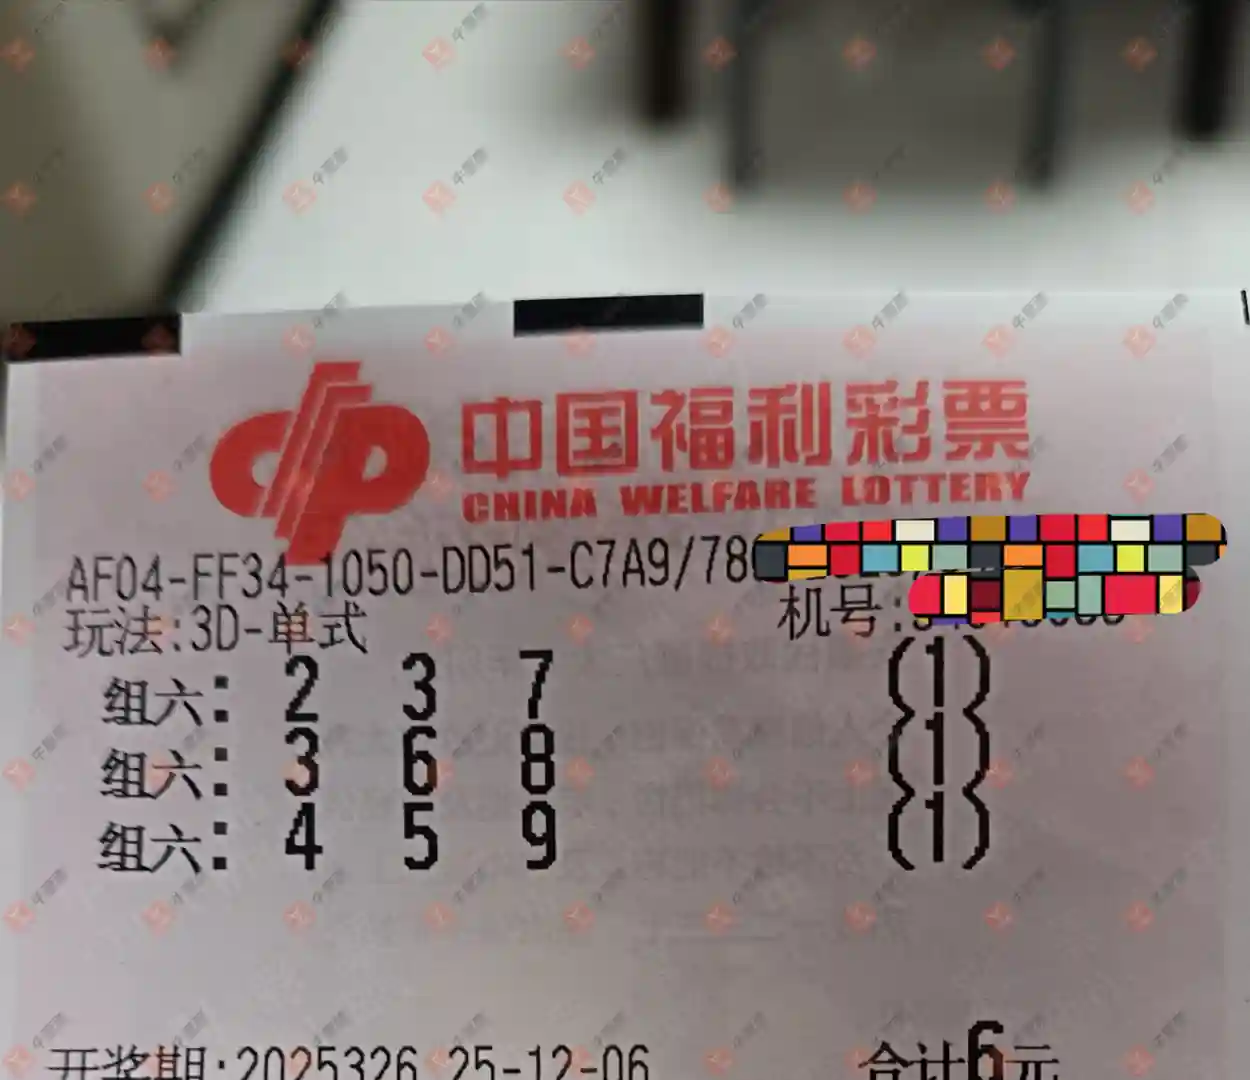 中国福利彩票
CHINA WELFARE LOTTERY
AF04-FF34-1050-DD51-C7A9/78
玩法:3D-单式 机号:
组六: 2 3 7 (1)
组六: 3 6 8 (1)
组六: 4 5 9 (1)
开奖期:2025326 25-12-06 合计6元